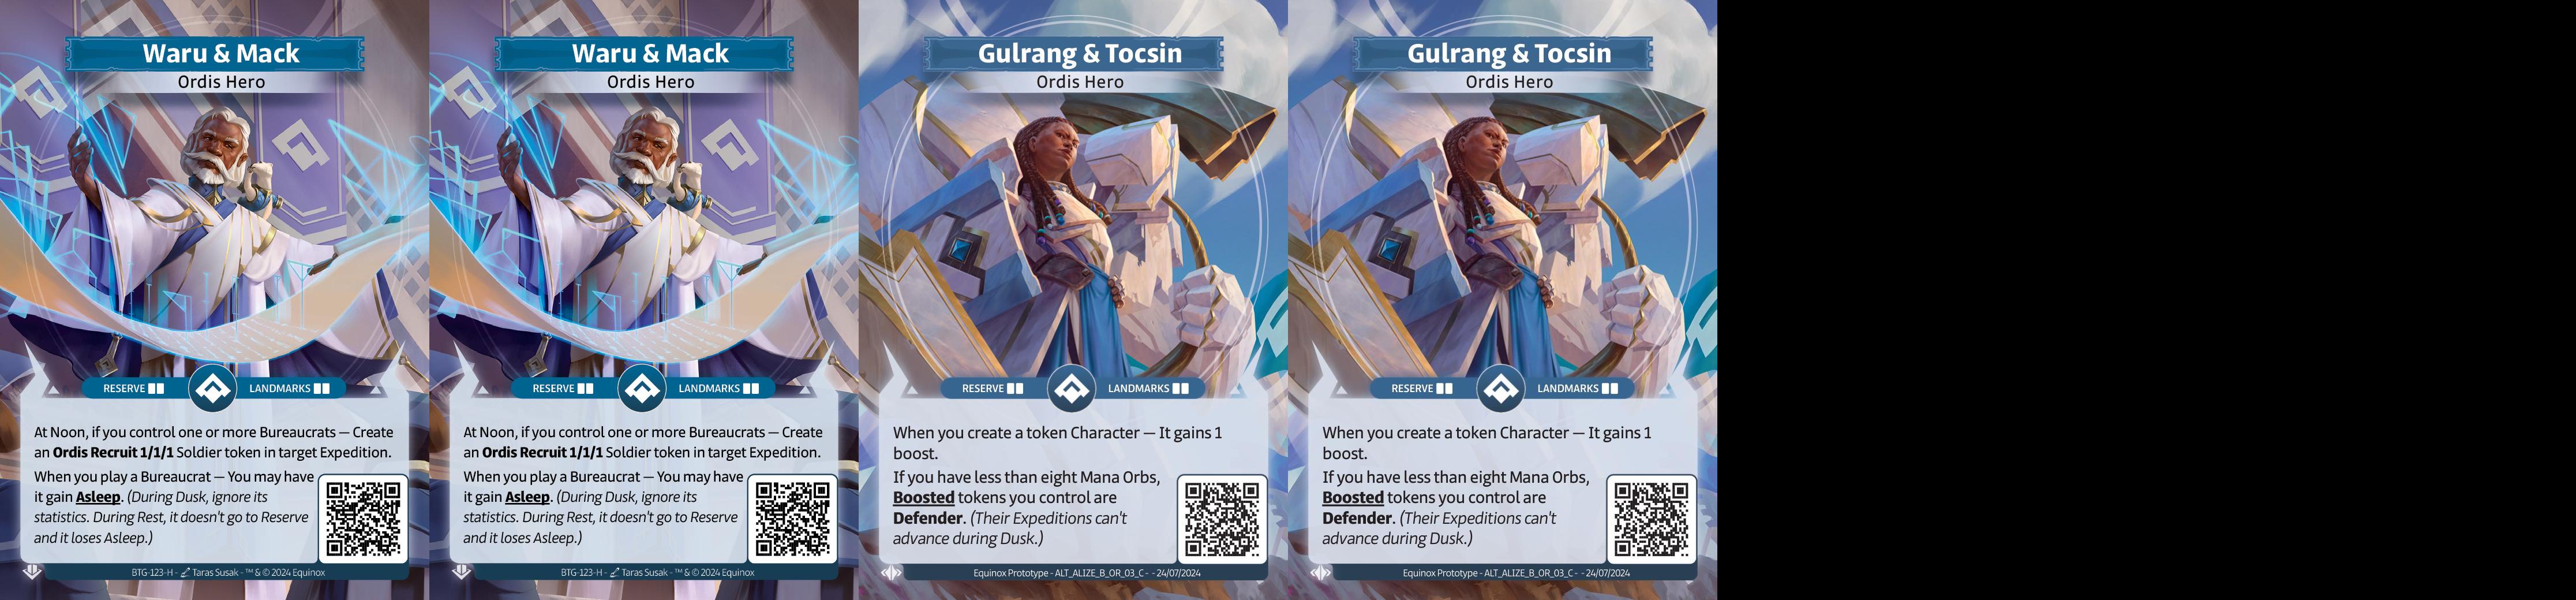 Waru & Mack
Ordis Hero
RESERVE
LANDMARKS
At Noon, if you control one or more Bureaucrats — Create
an Ordis Recruit 1/1/1 Soldier token in target Expedition.
When you play a Bureaucrat — You may have
it gain Asleep. (During Dusk, ignore its
statistics. During Rest, it doesn't go to Reserve
and it loses Asleep.)
BTG-123-H - Taras Susak - ™ & © 2024 Equinox
Waru & Mack
Ordis Hero
RESERVE
LANDMARKS
At Noon, if you control one or more Bureaucrats — Create
an Ordis Recruit 1/1/1 Soldier token in target Expedition.
When you play a Bureaucrat — You may have
it gain Asleep. (During Dusk, ignore its
statistics. During Rest, it doesn't go to Reserve
and it loses Asleep.)
BTG-123-H - Taras Susak - ™ & © 2024 Equinox
Gulrang & Tocsin
Ordis Hero
RESERVE
LANDMARKS
When you create a token Character — It gains 1
boost.
If you have less than eight Mana Orbs,
Boosted tokens you control are
Defender. (Their Expeditions can't
advance during Dusk.)
Equinox Prototype - ALT_ALIZE_B_OR_03_C - - 24/07/2024
Gulrang & Tocsin
Ordis Hero
RESERVE
LANDMARKS
When you create a token Character — It gains 1
boost.
If you have less than eight Mana Orbs,
Boosted tokens you control are
Defender. (Their Expeditions can't
advance during Dusk.)
Equinox Prototype - ALT_ALIZE_B_OR_03_C - - 24/07/2024